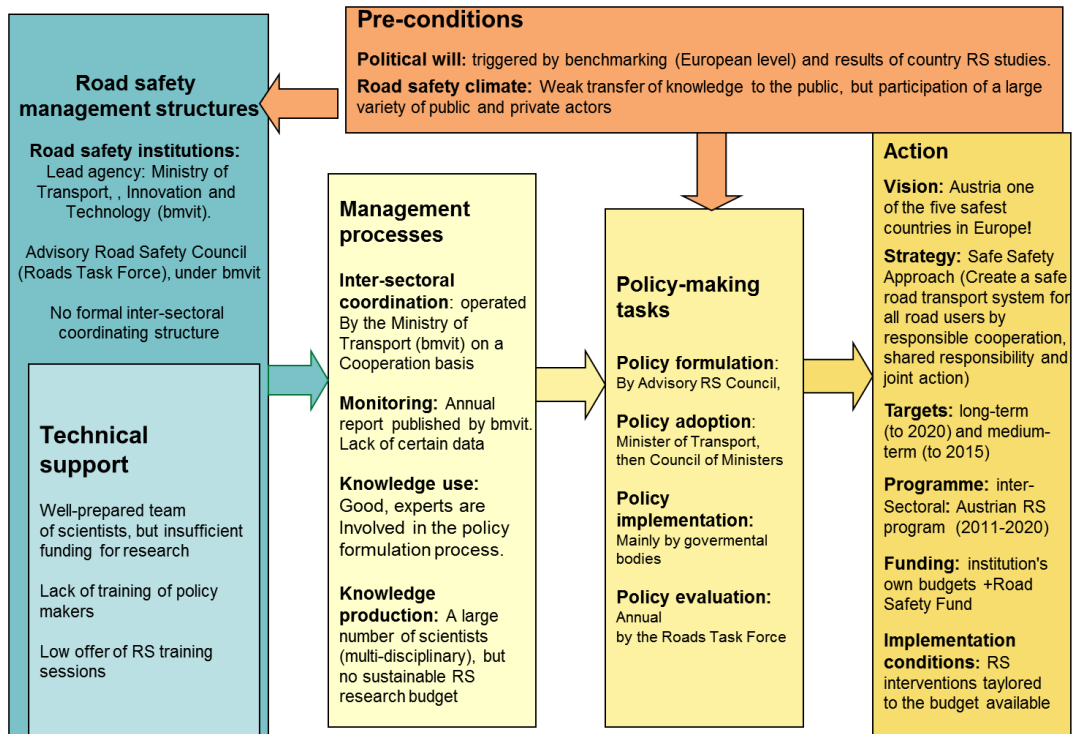 Pre-conditions
Political will: triggered by benchmarking (European level) and results of country RS studies.
Road safety climate: Weak transfer of knowledge to the public, but participation of a large
variety of public and private actors
Road safety
management structures
Road safety institutions:
Lead agency: Ministry of
Transport, , Innovation and
Technology (bmvit).
Advisory Road Safety Council
(Roads Task Force), under bmvit
No formal inter-sectoral
coordinating structure
Technical
support
Well-prepared team
of scientists, but insufficient
funding for research
Lack of training of policy
makers
Low offer of RS training
sessions
Management
processes
Inter-sectoral
coordination: operated
By the Ministry of
Transport (bmvit) on a
Cooperation basis
Monitoring: Annual
report published by bmvit.
Lack of certain data
Knowledge use:
Good, experts are
Involved in the policy
formulation process.
Knowledge
production: A large
number of scientists
(multi-disciplinary), but
no sustainable RS
research budget
Policy-making
tasks
Policy formulation:
By Advisory RS Council,
Policy adoption:
Minister of Transport,
then Council of Ministers
Policy
implementation:
Mainly by govermental
bodies
Policy evaluation:
Annual
by the Roads Task Force
Action
Vision: Austria one
of the five safest
countries in Europe!
Strategy: Safe Safety
Approach (Create a safe
road transport system for
all road users by
responsible cooperation,
shared responsibility and
joint action)
Targets: long-term
(to 2020) and medium-
term (to 2015)
Programme: inter-
Sectoral: Austrian RS
program (2011-2020)
Funding: institution's
own budgets +Road
Safety Fund
Implementation
conditions: RS
interventions taylored
to the budget available